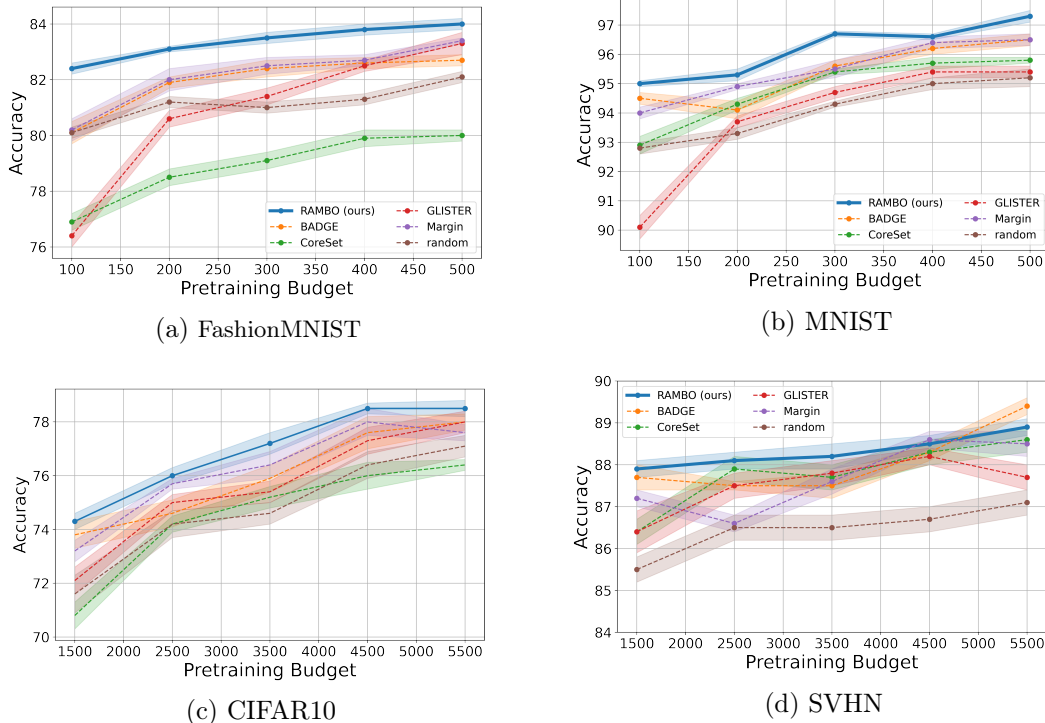 84
82
80
78
76
Accuracy
RAMBO (ours)
BADGE
CoreSet
GLISTER
Margin
random
100 150 200 250 300 350 400 450 500
Pretraining Budget
(a) FashionMNIST
97
96
95
94
93
92
91
90
Accuracy
RAMBO (ours)
BADGE
CoreSet
GLISTER
Margin
random
100 150 200 250 300 350 400 450 500
Pretraining Budget
(b) MNIST
78
76
74
72
70
Accuracy
1500 2000 2500 3000 3500 4000 4500 5000 5500
Pretraining Budget
(c) CIFAR10
90
89
88
87
86
85
84
Accuracy
RAMBO (ours)
BADGE
CoreSet
GLISTER
Margin
random
1500 2000 2500 3000 3500 4000 4500 5000 5500
Pretraining Budget
(d) SVHN